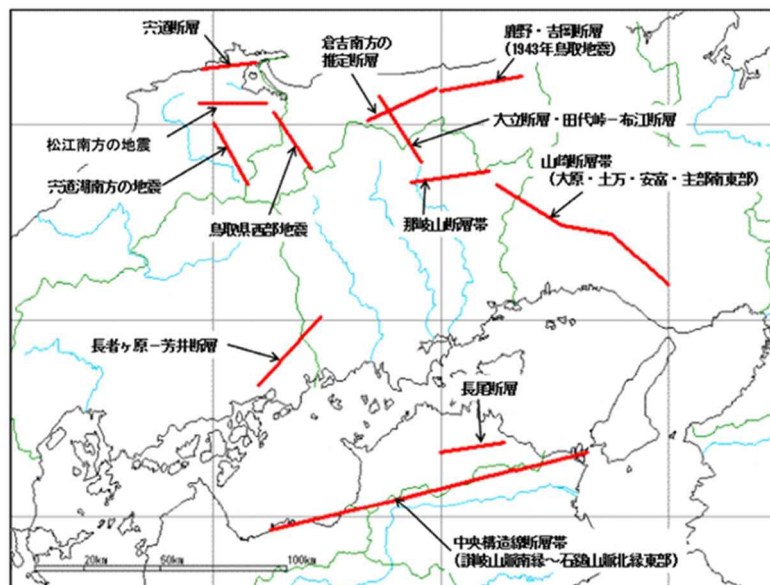 宍道断層
倉吉南方の
推定断層
鹿野・吉岡断層
(1943年鳥取地震)
松江南方の地震
大立断層・田代峠－布江断層
宍道湖南方の地震
鳥取県西部地震
那岐山断層帯
山崎断層帯
(大原・土万・安富・主部南東部)
長者ヶ原－芳井断層
長尾断層
中央構造線断層帯
(讃岐山脈南縁～石鎚山脈北縁東部)
0 20km 50km 100km